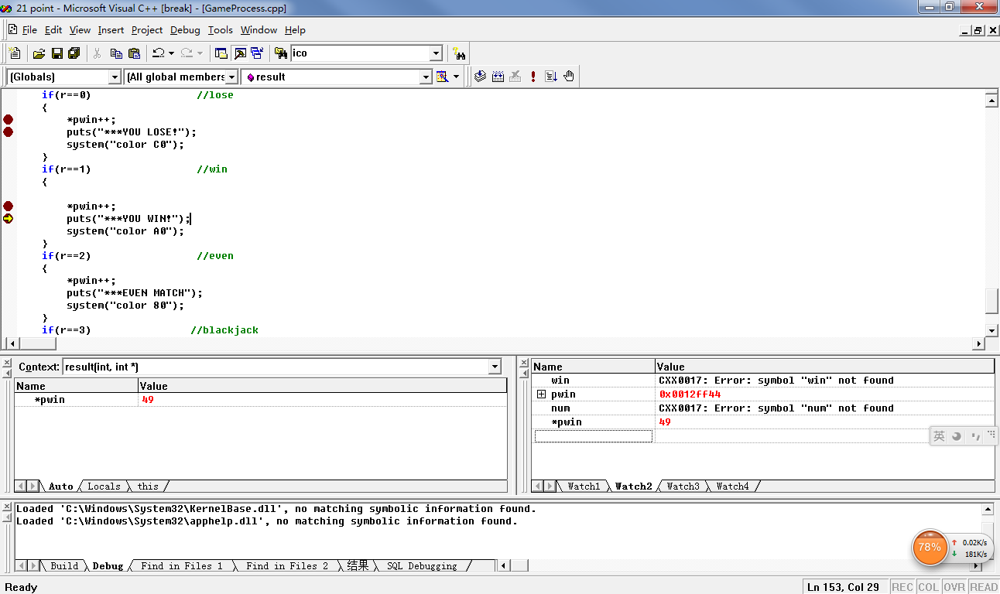 21 point - Microsoft Visual C++ [break] - [GameProcess.cpp]
File Edit View Insert Project Debug Tools Window Help
ico
(Globals) (All global members result
if(r==0) //lose
{
*pwin++;
puts("***YOU LOSE!");
system("color C0");
}
if(r==1) //win
{
*pwin++;
puts("***YOU WIN!");
system("color A0");
}
if(r==2) //even
{
*pwin++;
puts("***EVEN MATCH");
system("color 80");
}
if(r==3) //blackjack
Context: result(int, int *)
Name Value
*pwin 49
Auto Locals this
Name Value
win CXX0017: Error: symbol "win" not found
pwin 0x0012ff44
num CXX0017: Error: symbol "num" not found
*pwin 49
英
Watch1 Watch2 Watch3 Watch4
Loaded 'C:\Windows\System32\KernelBase.dll', no matching symbolic information found.
Loaded 'C:\Windows\System32\apphelp.dll', no matching symbolic information found.
78% 0.02K/s
181K/s
Build Debug Find in Files 1 Find in Files 2 结果 SQL Debugging
Ready Ln 153, Col 29 REC COL OVR READ